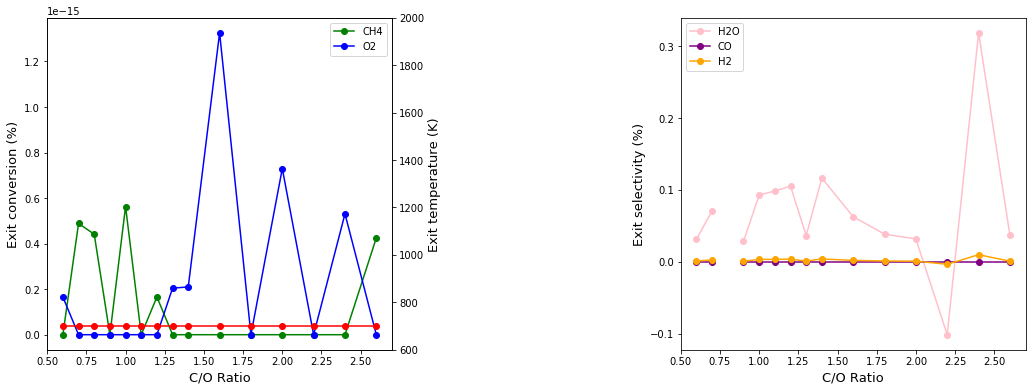 1e−15
CH4
O2
Exit conversion (%)
1.2
1.0
0.8
0.6
0.4
0.2
0.0
0.50 0.75 1.00 1.25 1.50 1.75 2.00 2.25 2.50
C/O Ratio
2000
1800
1600
1400
1200
1000
800
600
Exit temperature (K)
H2O
CO
H2
Exit selectivity (%)
0.3
0.2
0.1
0.0
−0.1
0.50 0.75 1.00 1.25 1.50 1.75 2.00 2.25 2.50
C/O Ratio